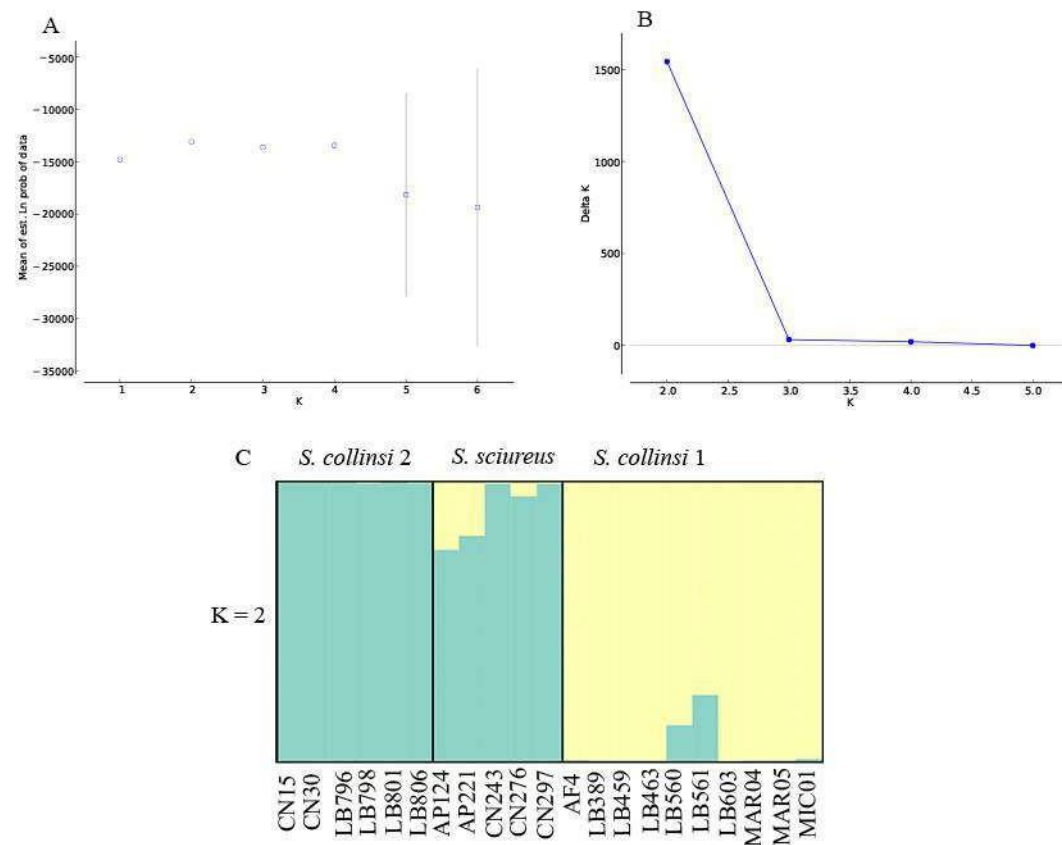 A
B
−5000
−10000
−15000
−20000
−25000
−30000
−35000
Mean of est. Ln prob of data
1 2 3 4 5 6
K
1500
1000
500
0
Delta K
2.0 2.5 3.0 3.5 4.0 4.5 5.0
K
C S. collinsi 2 S. sciureus S. collinsi 1
K = 2
CN15
CN30
LB796
LB798
LB801
LB806
AP124
AP221
CN243
CN276
CN297
AF4
LB389
LB459
LB463
LB560
LB561
LB603
MAR04
MAR05
MIC01